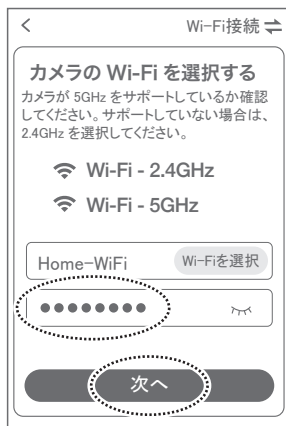 Wi-Fi接続
カメラの Wi-Fi を選択する
カメラが 5GHz をサポートしているか確認
してください。サポートしていない場合は、
2.4GHz を選択してください。
Wi-Fi - 2.4GHz
Wi-Fi - 5GHz
Home-WiFi
Wi-Fiを選択
●●●●●●●●
次へ